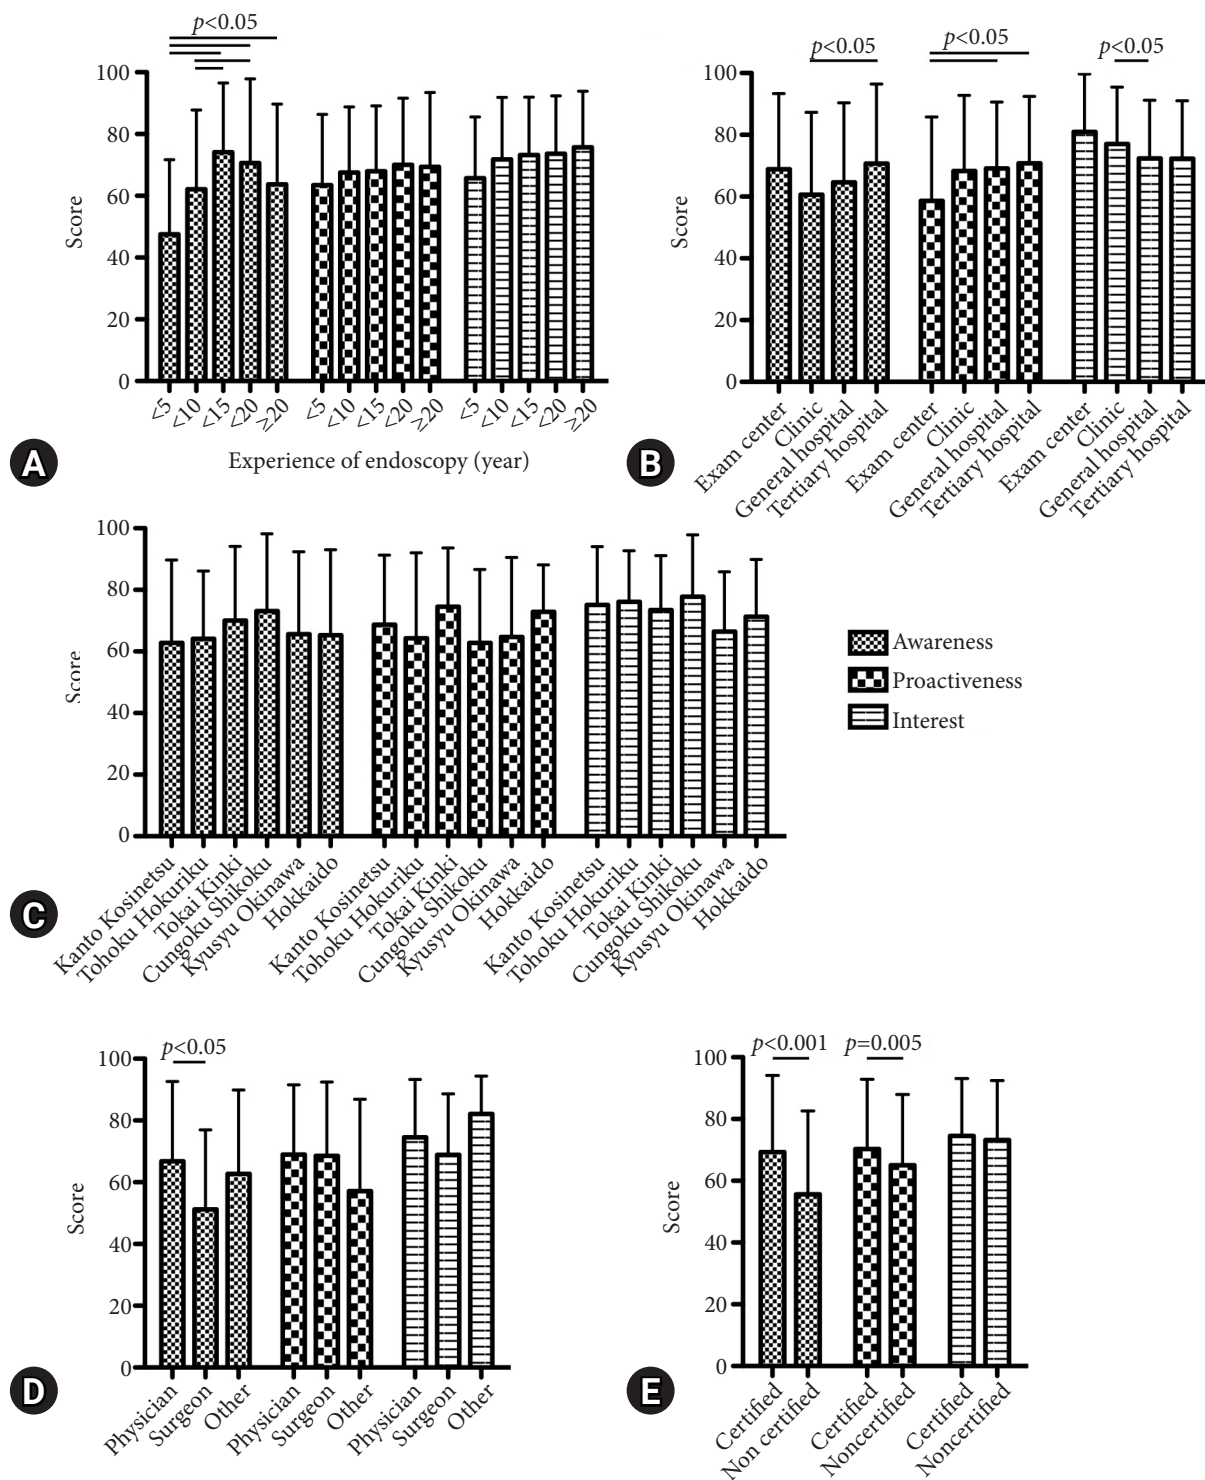 p<0.05
100
80
60
40
20
0
Score
<5
<10
<15
<20
≥20
<5
<10
<15
<20
≥20
<5
<10
<15
<20
≥20
Experience of endoscopy (year)
A
p<0.05
p<0.05
p<0.05
100
80
60
40
20
0
Score
Exam center
Clinic
General hospital
Tertiary hospital
Exam center
Clinic
General hospital
Tertiary hospital
Exam center
Clinic
General hospital
Tertiary hospital
B
100
80
60
40
20
0
Score
Kanto Kosinetsu
Tohoku Hokuriku
Tokai Kinki
Cungoku Shikoku
Kyusyu Okinawa
Hokkaido
Kanto Kosinetsu
Tohoku Hokuriku
Tokai Kinki
Cungoku Shikoku
Kyusyu Okinawa
Hokkaido
Kanto Kosinetsu
Tohoku Hokuriku
Tokai Kinki
Cungoku Shikoku
Kyusyu Okinawa
Hokkaido
C
Awareness
Proactiveness
Interest
p<0.05
100
80
60
40
20
0
Score
Physician
Surgeon
Other
Physician
Surgeon
Other
Physician
Surgeon
Other
D
p<0.001
p=0.005
100
80
60
40
20
0
Score
Certified
Non certified
Certified
Noncertified
Certified
Noncertified
E